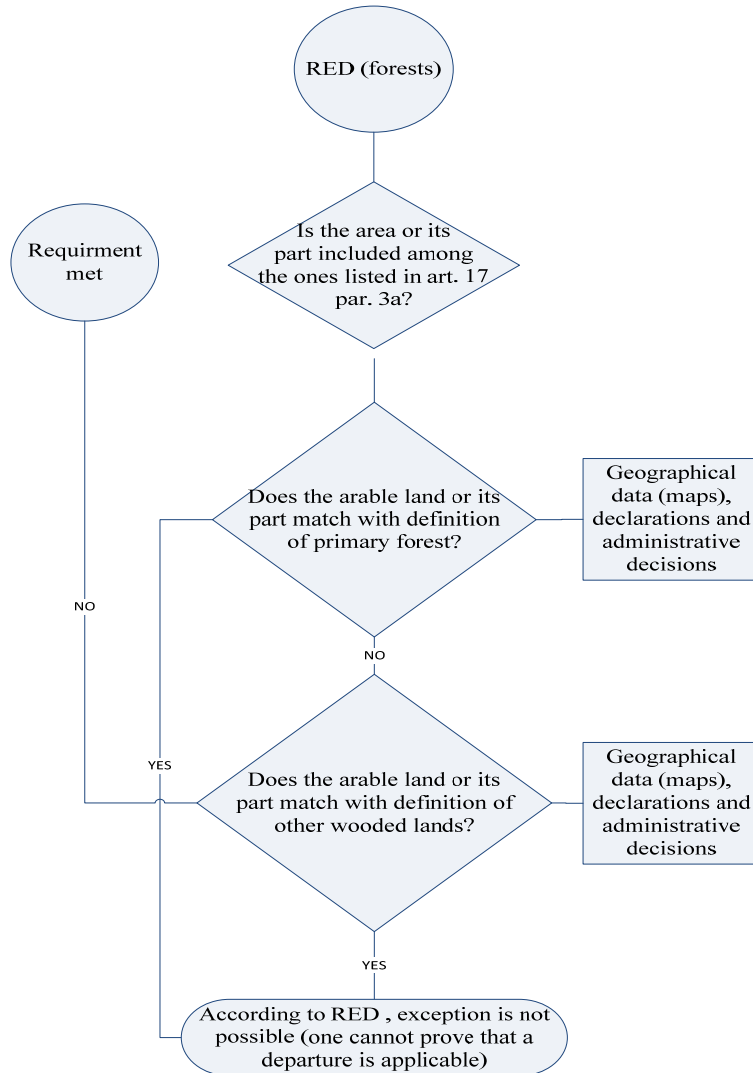 RED (forests)
Is the area or its
part included among
the ones listed in art. 17
par. 3a?
Requirment
met
Does the arable land or its
part match with definition
of primary forest?
Geographical
data (maps),
declarations and
administrative
decisions
NO
NO
YES
Does the arable land or its
part match with definition of
other wooded lands?
Geographical
data (maps),
declarations and
administrative
decisions
YES
According to RED , exception is not
possible (one cannot prove that a
departure is applicable)